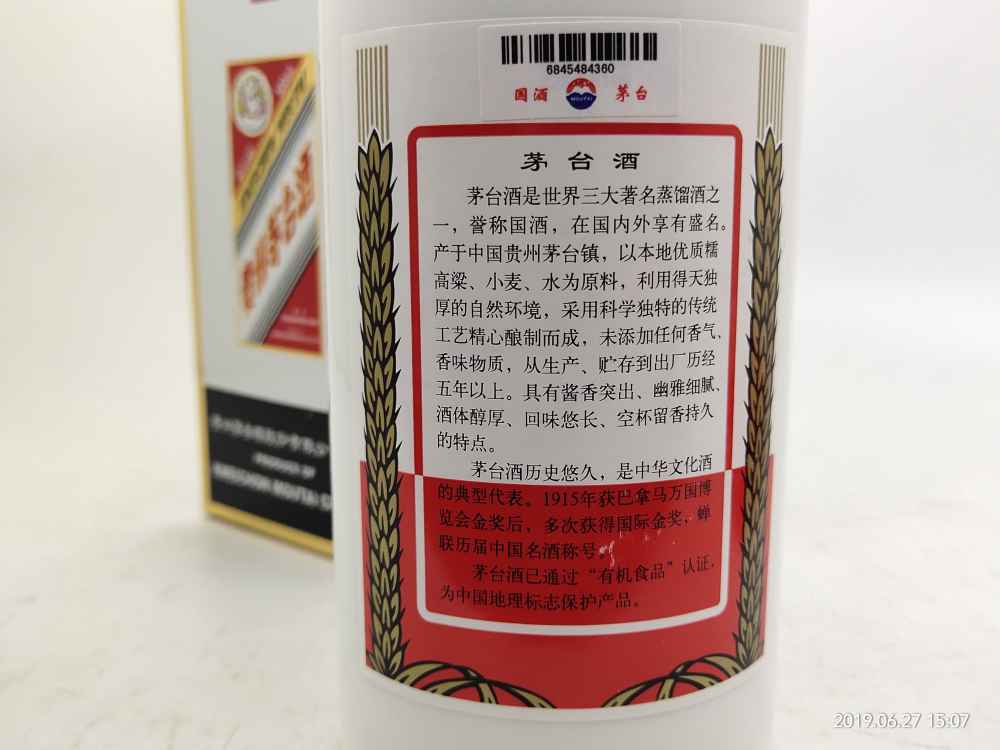 6845484360
国酒 茅台
MOUTAI
茅台酒
茅台酒是世界三大著名蒸馏酒之
一，誉称国酒，在国内外享有盛名。
产于中国贵州茅台镇，以本地优质糯
高粱、小麦、水为原料，利用得天独
厚的自然环境，采用科学独特的传统
工艺精心酿制而成，未添加任何香气、
香味物质，从生产、贮存到出厂历经
五年以上。具有酱香突出、幽雅细腻、
酒体醇厚、回味悠长、空杯留香持久
的特点。
茅台酒历史悠久，是中华文化酒
的典型代表。1915年获巴拿马万国博
览会金奖后，多次获得国际金奖，蝉
联历届中国名酒称号。
茅台酒已通过“有机食品”认证，
为中国地理标志保护产品。
2019.06.27 15:07